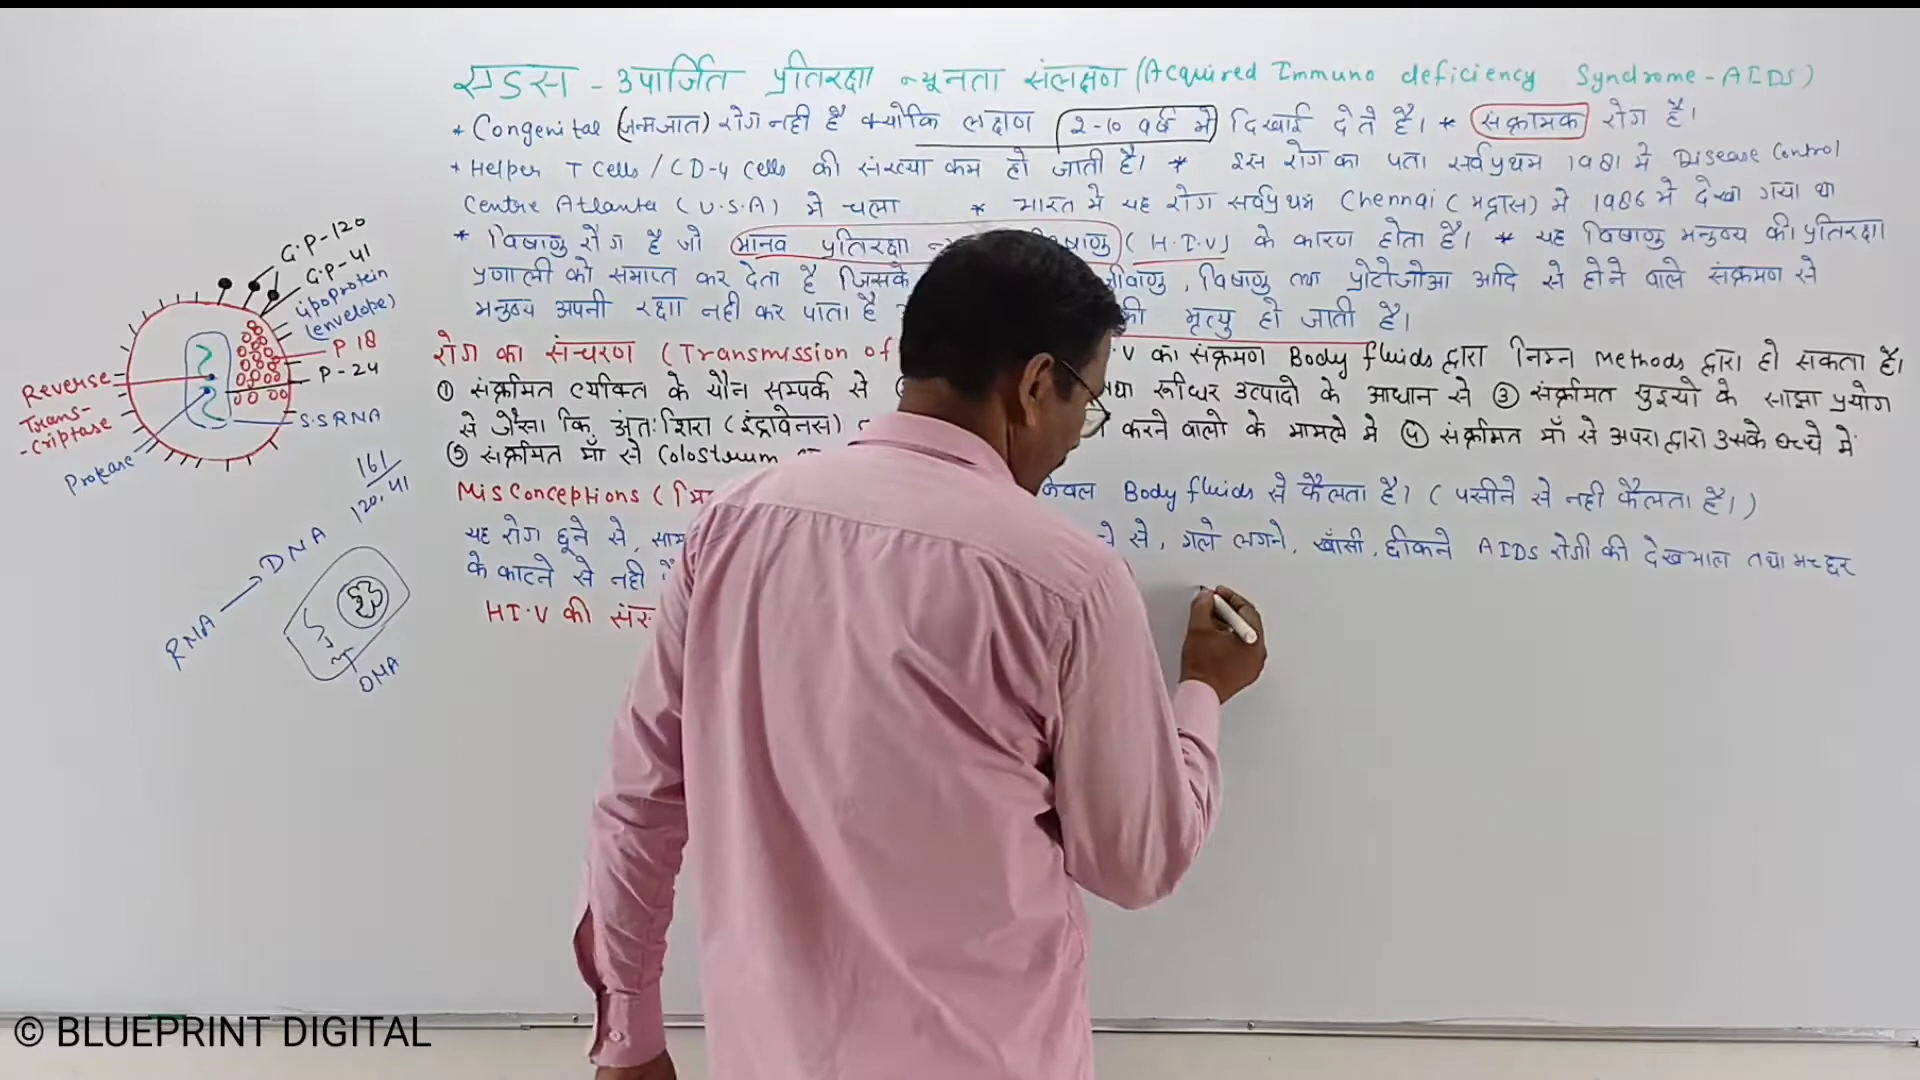 एडस - उपार्जित प्रतिरक्षा न्यूनता संलक्षण (Acquired Immuno deficiency Syndrome - AIDS)
* Congenital (जन्मजात) रोग नही है क्योकि लक्षण 2-10 वर्ष मे दिखाई देते है। * संक्रामक रोग है।
* Helper T Cells / CD-4 Cells की संख्या कम हो जाती है। * इस रोग का पता सर्वप्रथम 1981 मे Disease Control
Centre Atlanta (U.S.A) मे चला * भारत मे यह रोग सर्वप्रथम Chennai (मद्रास) मे 1986 मे देखा गया था
* विषाणु रोग है जो मानव प्रतिरक्षा विषाणु (H.I.V) के कारण होता है। * यह विषाणु मनुष्य की प्रतिरक्षा
प्रणाली को समाप्त कर देता है जिसके जीवाणु, विषाणु तथा प्रोटोजोआ आदि से होने वाले संक्रमण से
मनुष्य अपनी रक्षा नही कर पाता है की मृत्यु हो जाती है।
रोग का संचरण (Transmission of V का संक्रमण Body fluids द्वारा निम्न Methods द्वारा हो सकता है।
① संक्रमित व्यक्ति के यौन सम्पर्क से तथा रूधिर उत्पादो के आधान से ③ संक्रमित सुइयो के साझा प्रयोग
से जैसा कि अंतःशिरा (इंट्रावेनस) करने वालो के मामले मे ④ संक्रमित माँ से अपरा द्वारा उसके बच्चे में
⑤ संक्रमित माँ से Colostrum
Misconceptions ( केवल Body fluids से फैलता है। (पसीने से नही फैलता है।)
यह रोग छूने से, से, गले लगने, खाँसी, छीकने AIDS रोगी की देखभाल तथा मच्छर
के काटने से नही
H.I.V की
G.P-120
G.P-41
Lipoprotein
(envelope)
P 18
P-24
S.S RNA
Reverse
Trans-
-criptase
Protease
161
120, 41
RNA → DNA
DNA
© BLUEPRINT DIGITAL